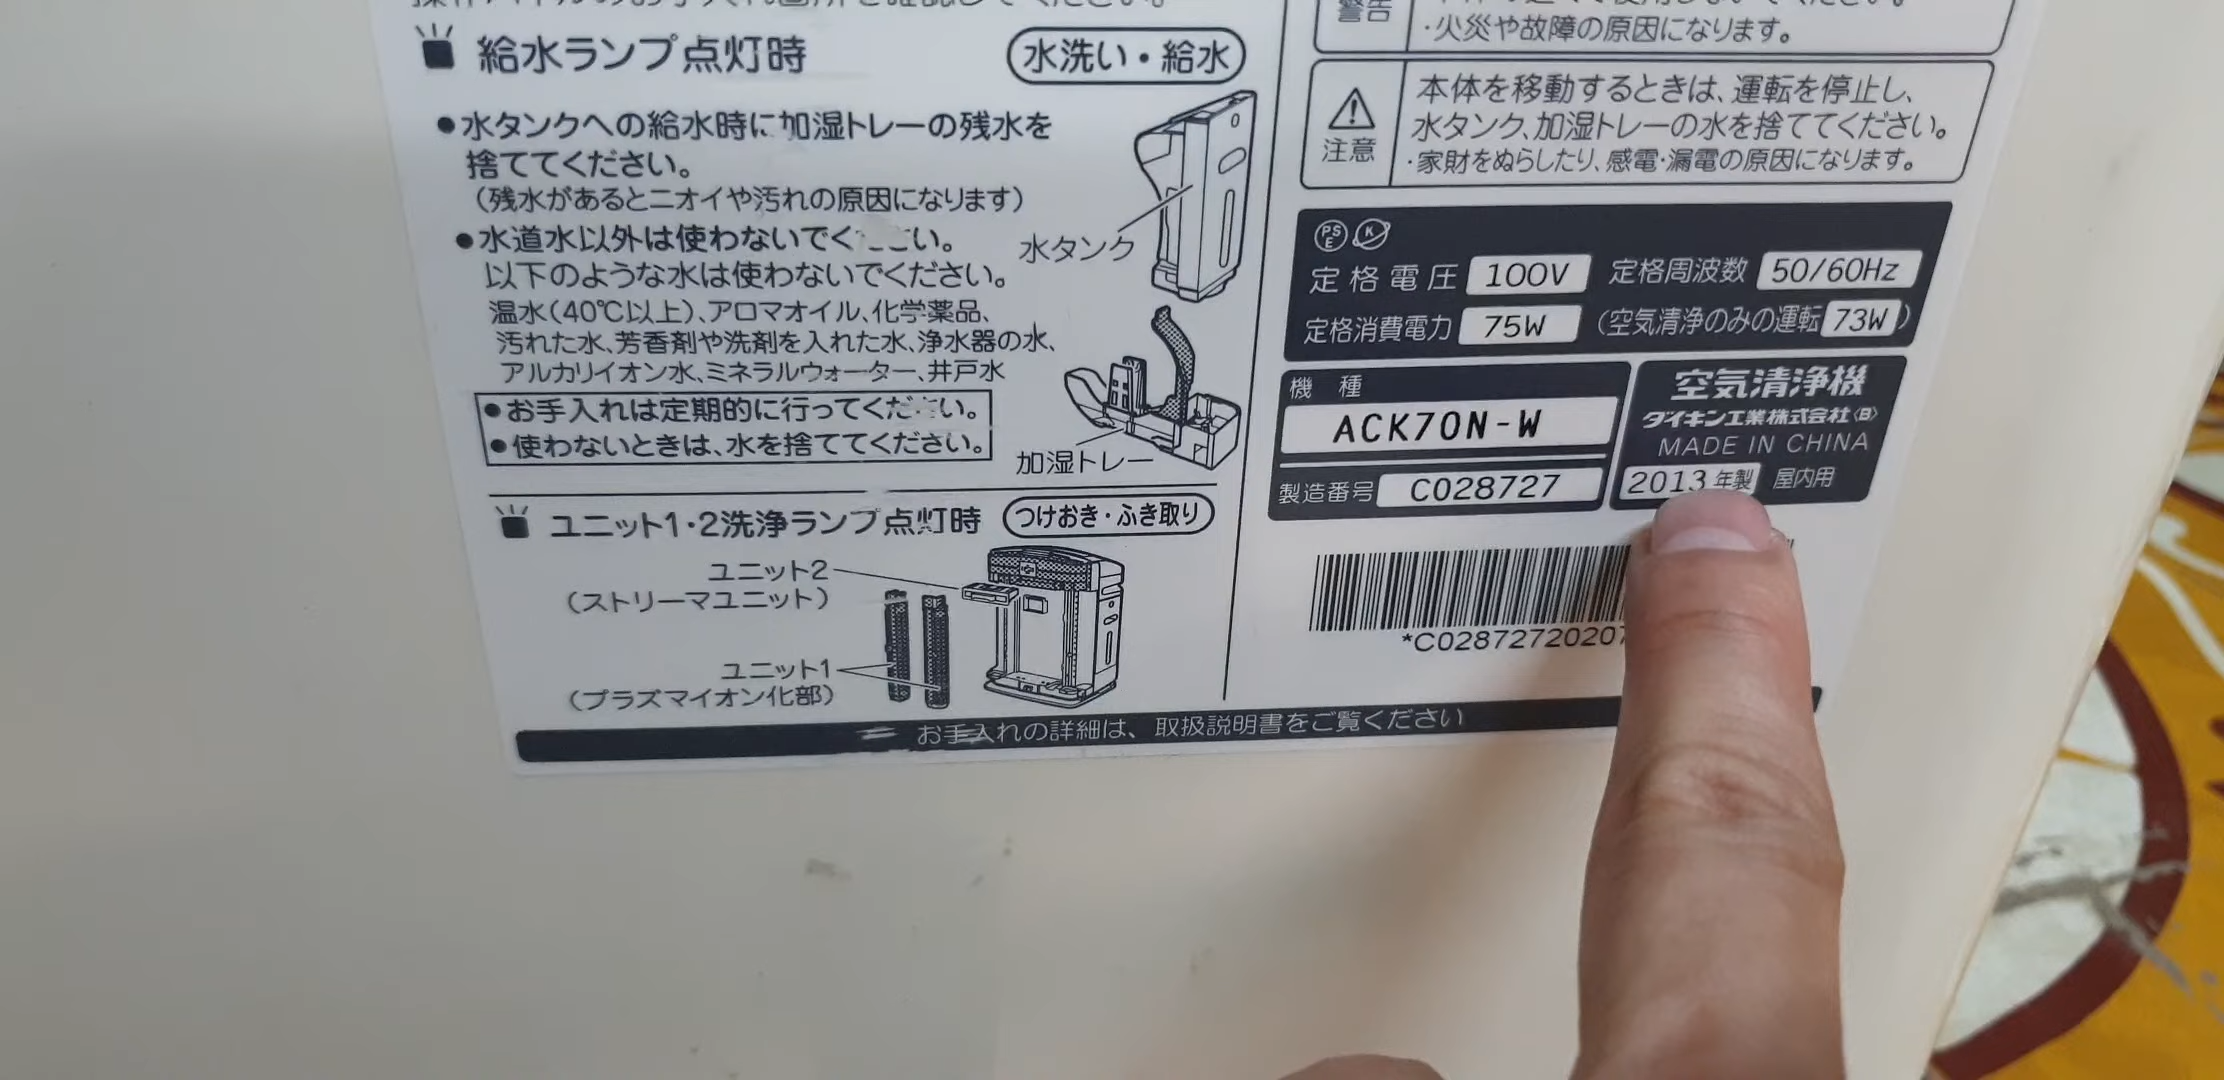 給水ランプ点灯時
水洗い・給水
●水タンクへの給水時に加湿トレーの残水を
捨ててください。
（残水があるとニオイや汚れの原因になります）
●水道水以外は使わないでく
い。
以下のような水は使わないでください。
温水（40℃以上）、アロマオイル、化学薬品、
汚れた水、芳香剤や洗剤を入れた水、浄水器の水、
アルカリイオン水、ミネラルウォーター、井戸水
●お手入れは定期的に行ってください。
●使わないときは、水を捨ててください。
水タンク
加湿トレー
ユニット1・2洗浄ランプ点灯時
つけおき・ふき取り
ユニット2
（ストリーマユニット）
ユニット1
（プラズマイオン化部）
警告
・火災や故障の原因になります。
注意
本体を移動するときは、運転を停止し、
水タンク、加湿トレーの水を捨ててください。
・家財をぬらしたり、感電・漏電の原因になります。
PS E K
定格電圧 100V 定格周波数 50/60Hz
定格消費電力 75W （空気清浄のみの運転 73W）
機種
ACK70N-W
製造番号 C028727
空気清浄機
ダイキン工業株式会社〈B〉
MADE IN CHINA
2013年製 屋内用
*C0287272020
お手入れの詳細は、取扱説明書をご覧ください